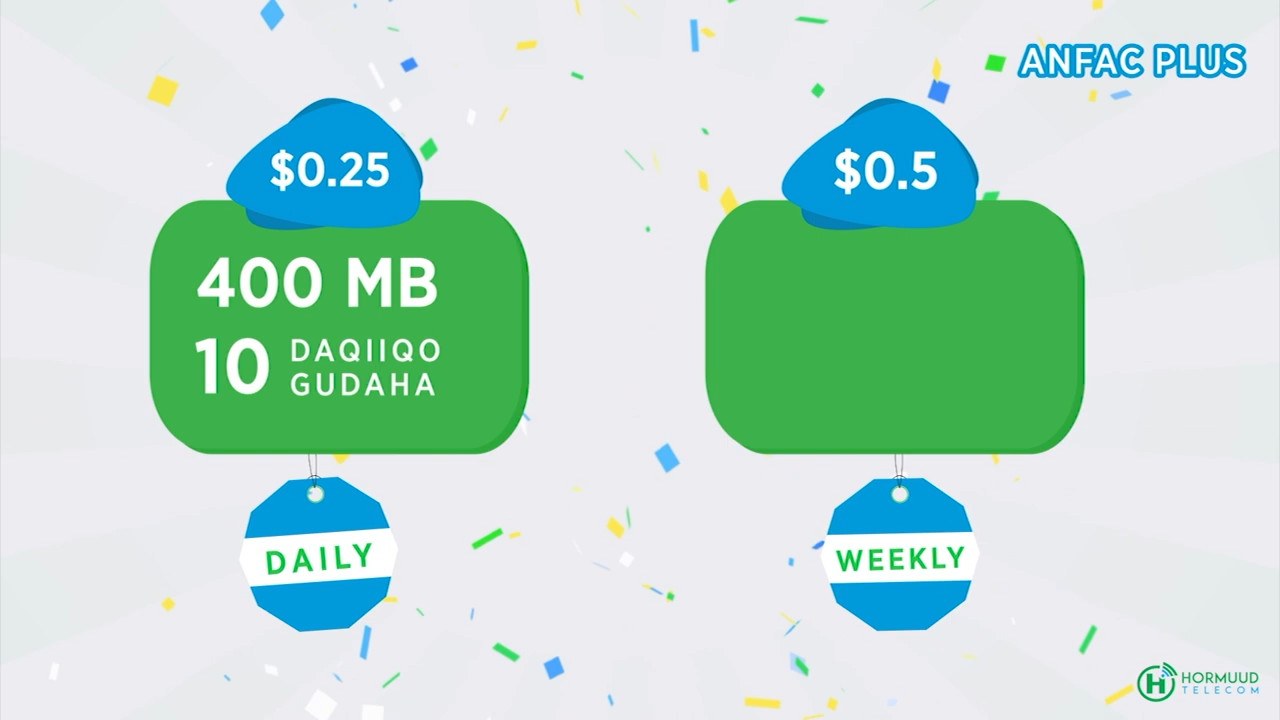 ANFAC PLUS
$0.25
400 MB
10 DAQIIQO
GUDAHA
DAILY
$0.5
WEEKLY
HORMUUD
TELECOM